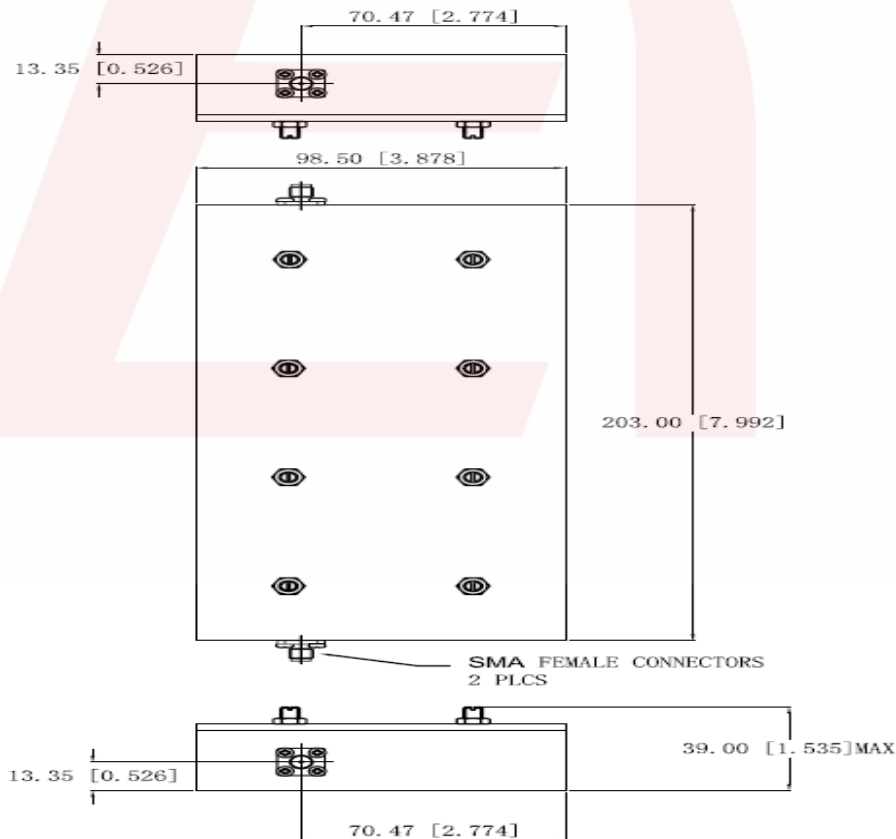 70.47 [2.774]
13.35 [0.526]
98.50 [3.878]
203.00 [7.992]
SMA FEMALE CONNECTORS
2 PLCS
39.00 [1.535]MAX
13.35 [0.526]
70.47 [2.774]